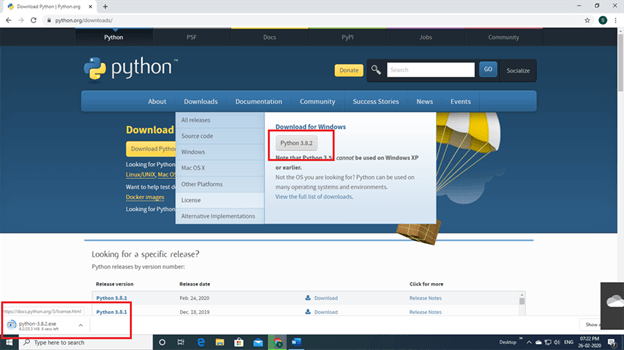 Download Python | Python.org
python.org/downloads/
Python PSF Docs PyPI Jobs Community
python™
Donate Search GO Socialize
About Downloads Documentation Community Success Stories News Events
All releases
Source code
Windows
Mac OS X
Other Platforms
License
Alternative Implementations
Download for Windows
Python 3.8.2
Note that Python 3.5+ cannot be used on Windows XP
or earlier.
Not the OS you are looking for? Python can be used on
many operating systems and environments.
View the full list of downloads.
Download
Download Python
Looking for Python
Linux/UNIX, Mac OS
Want to help test d
Docker images
Looking for Python
Looking for a specific release?
Python releases by version number:
Release version Release date Click for more
Python 3.8.2 Feb. 24, 2020 Download Release Notes
Python 3.8.1 Dec. 18, 2019 Download Release Notes
https://docs.python.org/3/license.html
python-3.8.2.exe
Show
Type here to search
Desktop
ENG
07:22 PM
26-02-2020